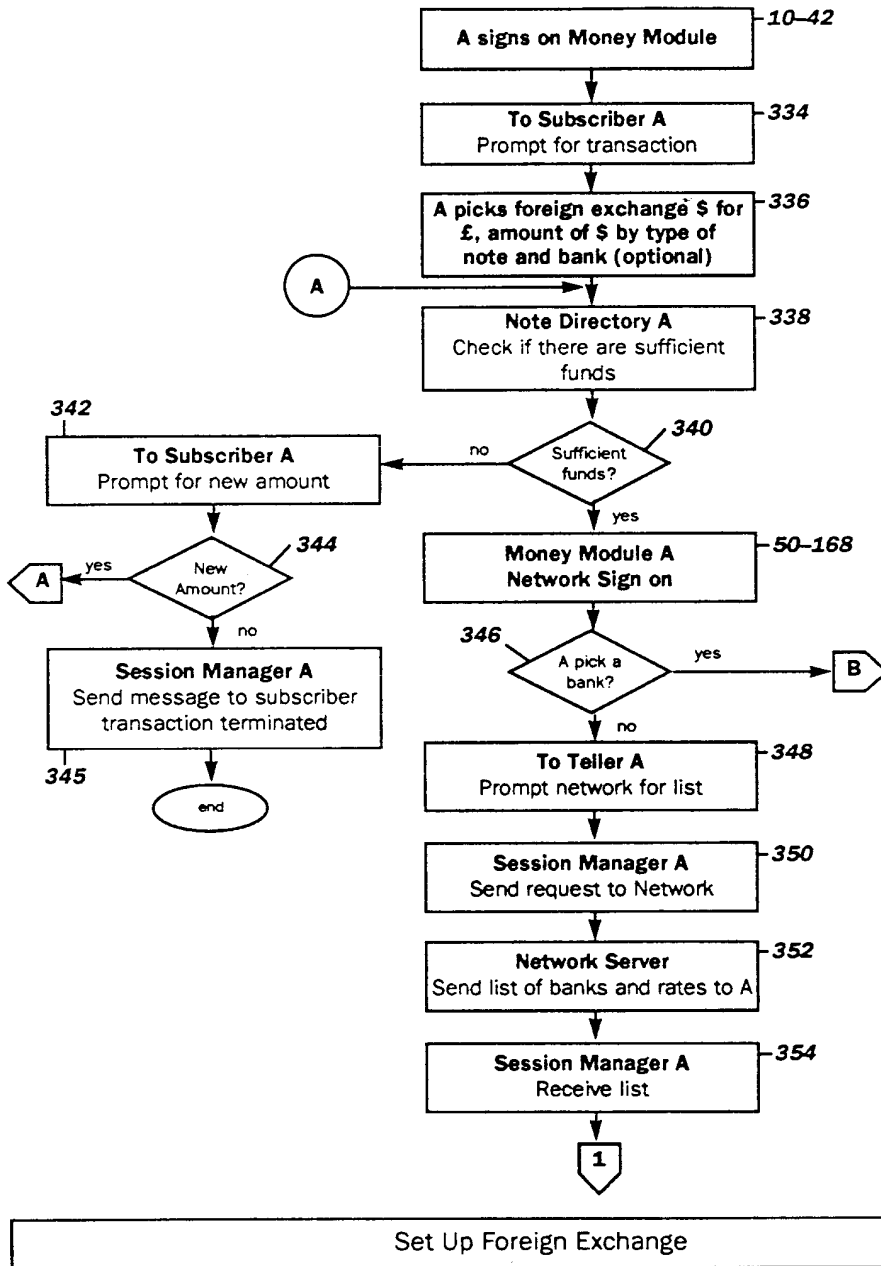 10–42
A signs on Money Module
334
To Subscriber A
Prompt for transaction
336
A picks foreign exchange $ for
£, amount of $ by type of
note and bank (optional)
A
338
Note Directory A
Check if there are sufficient
funds
342
340
To Subscriber A
Prompt for new amount
no
Sufficient
funds?
yes
344
50–168
Money Module A
Network Sign on
A
yes
New
Amount?
no
346
A pick a
bank?
yes
B
no
Session Manager A
Send message to subscriber
transaction terminated
345
348
To Teller A
Prompt network for list
end
350
Session Manager A
Send request to Network
352
Network Server
Send list of banks and rates to A
354
Session Manager A
Receive list
1
Set Up Foreign Exchange